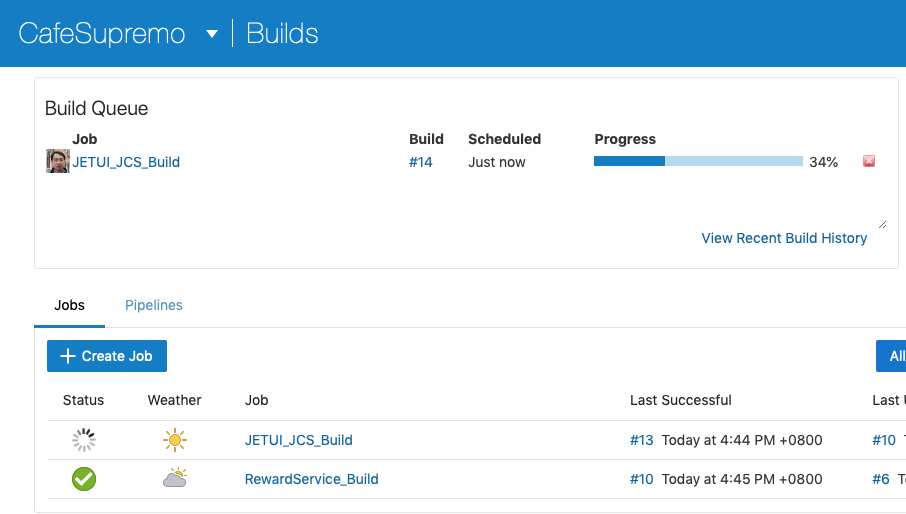 CafeSupremo Builds
Build Queue
Job Build Scheduled Progress
JETUI_JCS_Build #14 Just now 34%
View Recent Build History
Jobs Pipelines
Create Job All
Status Weather Job Last Successful Last
JETUI_JCS_Build #13 Today at 4:44 PM +0800 #10
RewardService_Build #10 Today at 4:45 PM +0800 #6